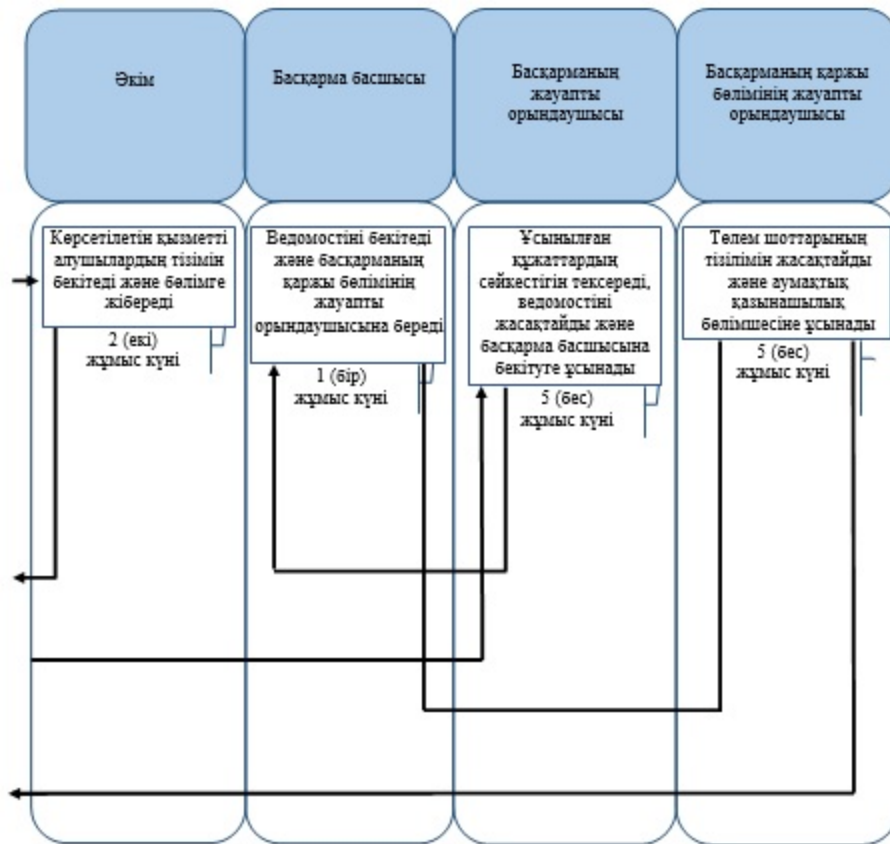 Әкім
Басқарма басшысы
Басқарманың
жауапты
орындаушысы
Басқарманың қаржы
бөлімінің жауапты
орындаушысы
Көрсетілетін қызметті
алушылардың тізімін
бекітеді және бөлімге
жібереді
2 (екі)
жұмыс күні
Ведомостіні бекітеді
және басқарманың
қаржы бөлімінің
жауапты
орындаушысына береді
1 (бір)
жұмыс күні
Ұсынылған
құжаттардың
сәйкестігін тексереді,
ведомостіні
жасақтайды және
басқарма басшысына
бекітуге ұсынады
5 (бес)
жұмыс күні
Төлем шоттарының
тізілімін жасақтайды
және аумақтық
қазынашылық
бөлімшесіне ұсынады
5 (бес)
жұмыс күні